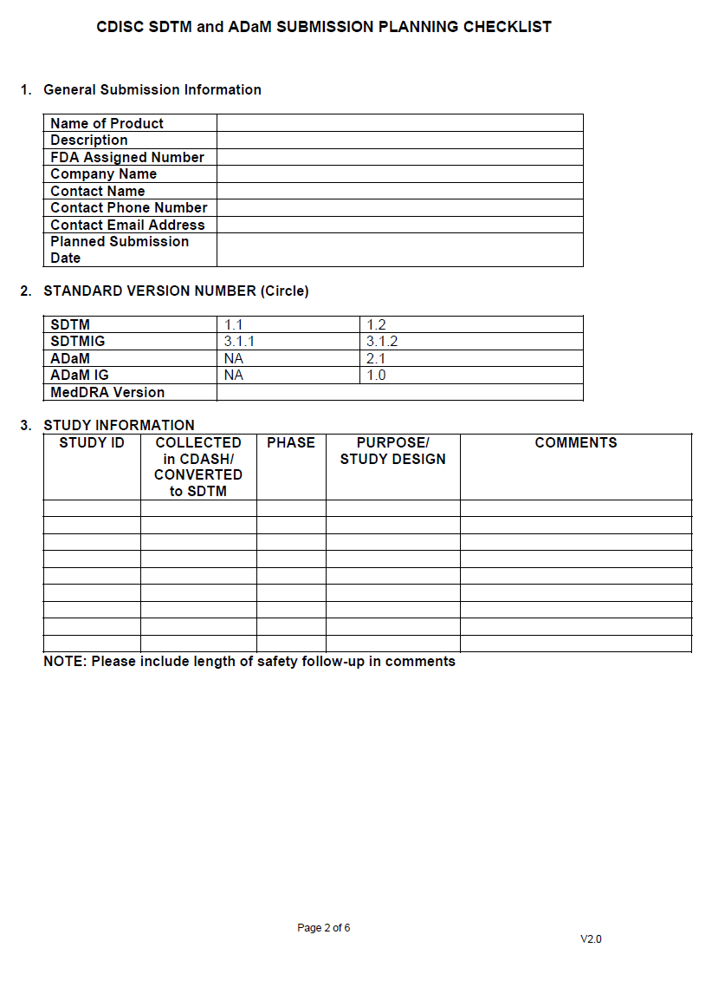 CDISC SDTM and ADaM SUBMISSION PLANNING CHECKLIST
1. General Submission Information
Name of Product
Description
FDA Assigned Number
Company Name
Contact Name
Contact Phone Number
Contact Email Address
Planned Submission
Date
2. STANDARD VERSION NUMBER (Circle)
SDTM 1.1 1.2
SDTMIG 3.1.1 3.1.2
ADaM NA 2.1
ADaM IG NA 1.0
MedDRA Version
3. STUDY INFORMATION
STUDY ID COLLECTED PHASE PURPOSE/ COMMENTS
in CDASH/ STUDY DESIGN
CONVERTED
to SDTM
NOTE: Please include length of safety follow-up in comments
Page 2 of 6
V2.0